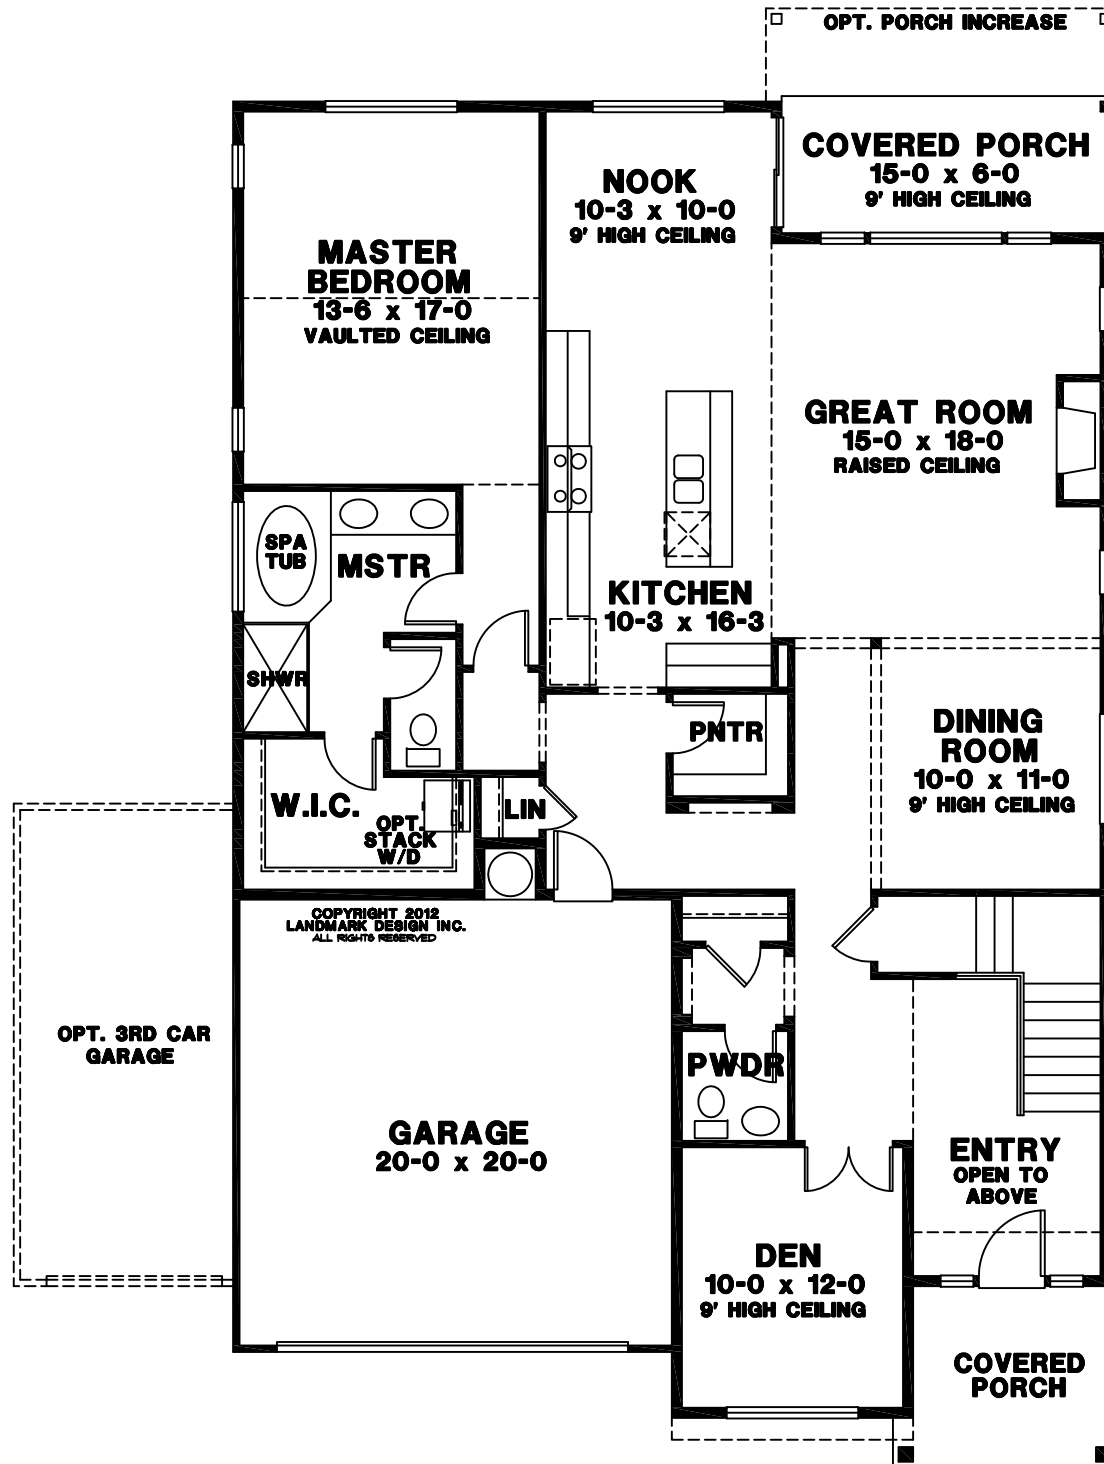 OPT. PORCH INCREASE
COVERED PORCH
15-0 x 6-0
9' HIGH CEILING
NOOK
10-3 x 10-0
9' HIGH CEILING
MASTER
BEDROOM
13-6 x 17-0
VAULTED CEILING
GREAT ROOM
15-0 x 18-0
RAISED CEILING
SPA
TUB
MSTR
KITCHEN
10-3 x 16-3
SHWR
PNTR
DINING
ROOM
10-0 x 11-0
9' HIGH CEILING
W.I.C.
OPT.
STACK
W/D
LIN
COPYRIGHT 2012
LANDMARK DESIGN INC.
ALL RIGHTS RESERVED
OPT. 3RD CAR
GARAGE
PWDR
GARAGE
20-0 x 20-0
ENTRY
OPEN TO
ABOVE
DEN
10-0 x 12-0
9' HIGH CEILING
COVERED
PORCH